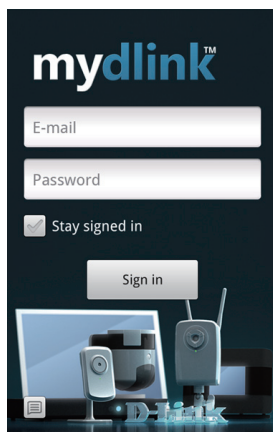 mydlink™
E-mail
Password
Stay signed in
Sign in
D-Link